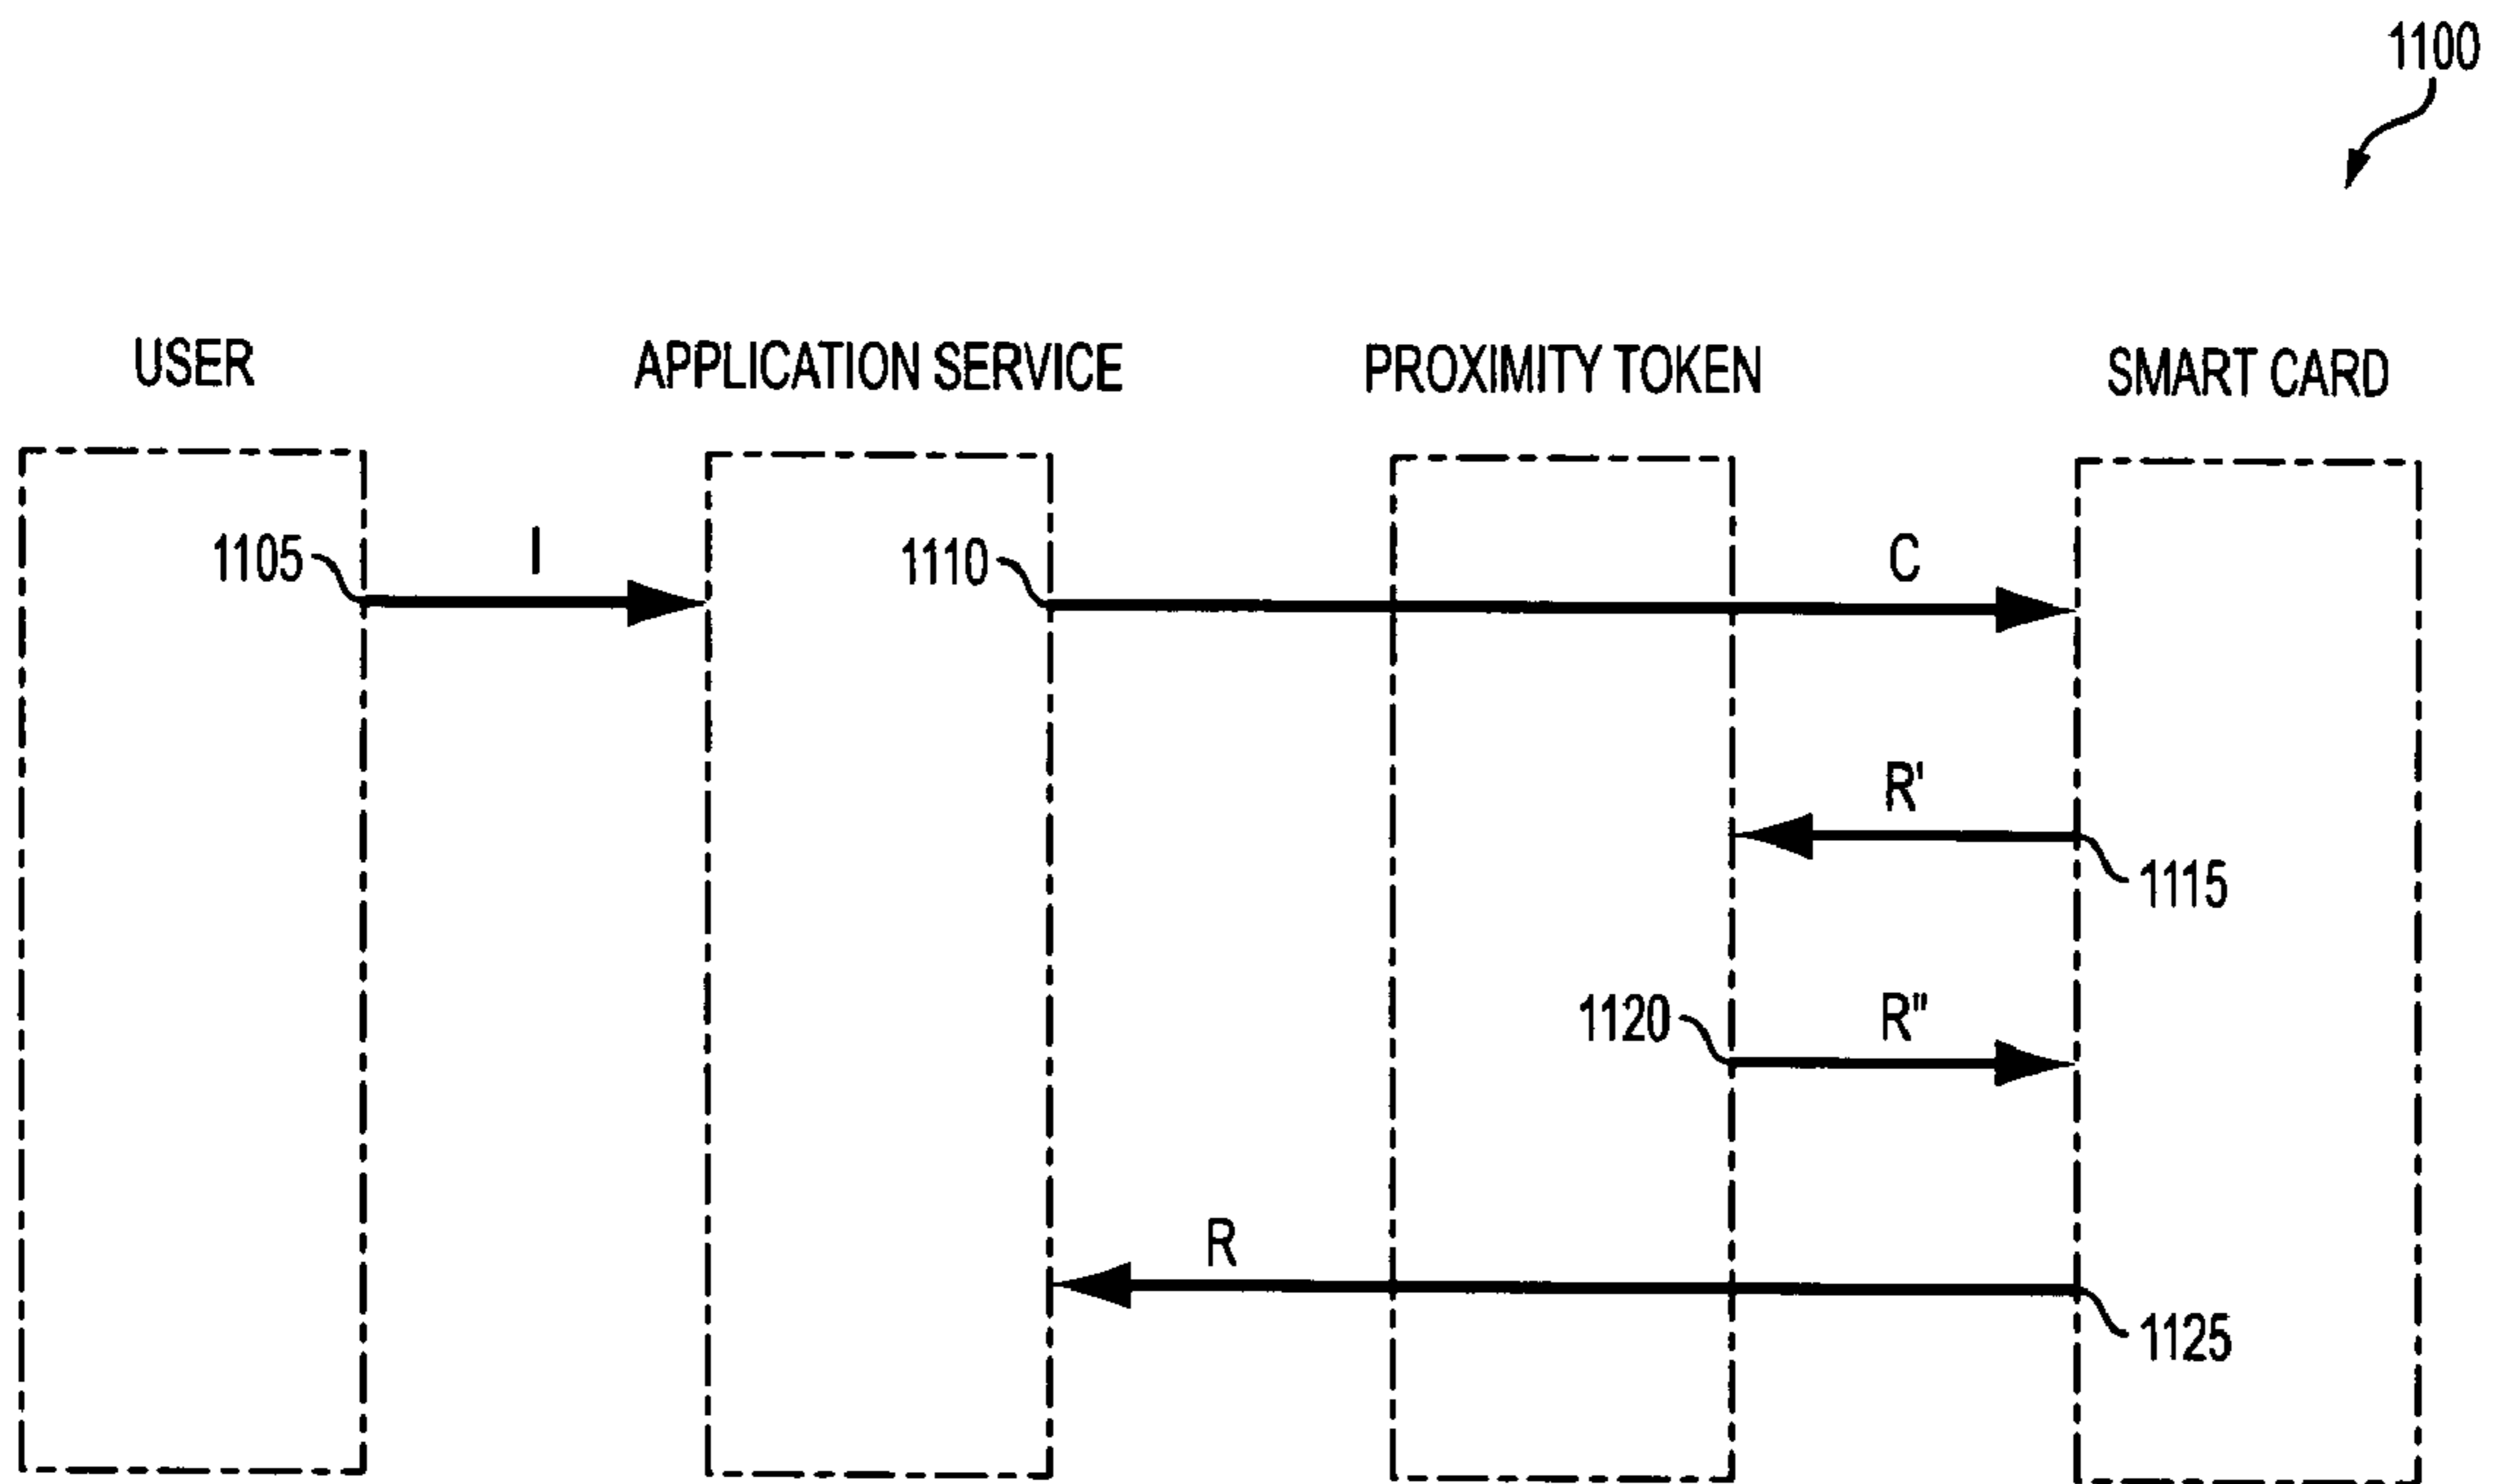 1100
USER
APPLICATION SERVICE
PROXIMITY TOKEN
SMART CARD
1105
I
1110
C
R'
1115
1120
R"
R
1125